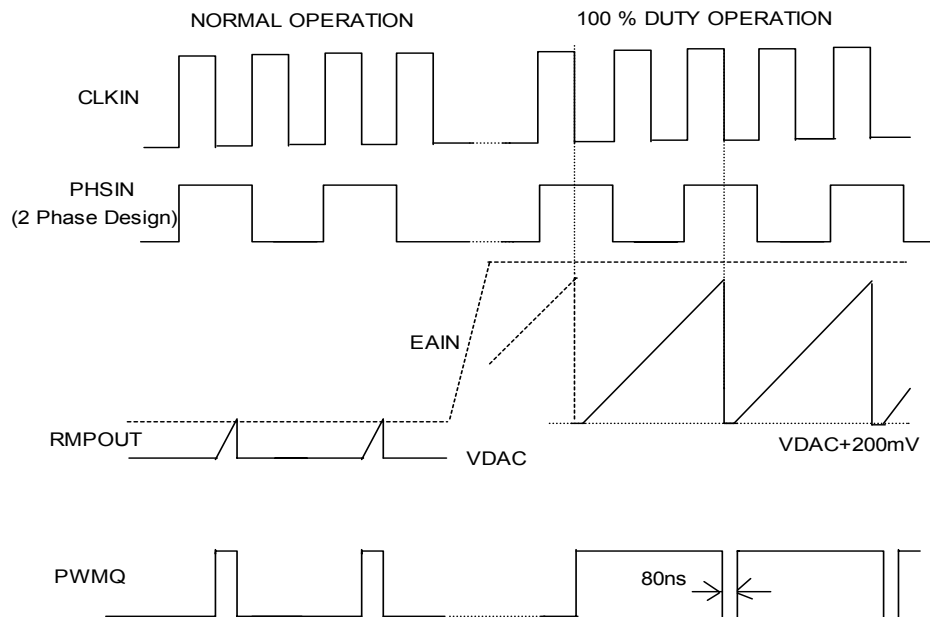 NORMAL OPERATION
100 % DUTY OPERATION
CLKIN
PHSIN
(2 Phase Design)
EAIN
RMPOUT
VDAC
VDAC+200mV
PWMQ
80ns